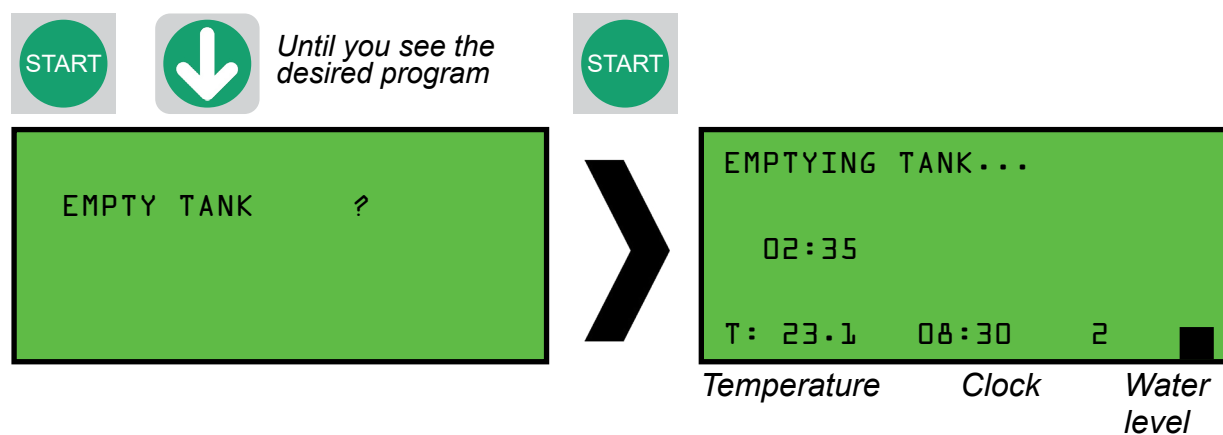 START
Until you see the
desired program
START
EMPTY TANK ?
EMPTYING TANK...
02:35
T: 23.1 08:30 2
Temperature Clock Water
level